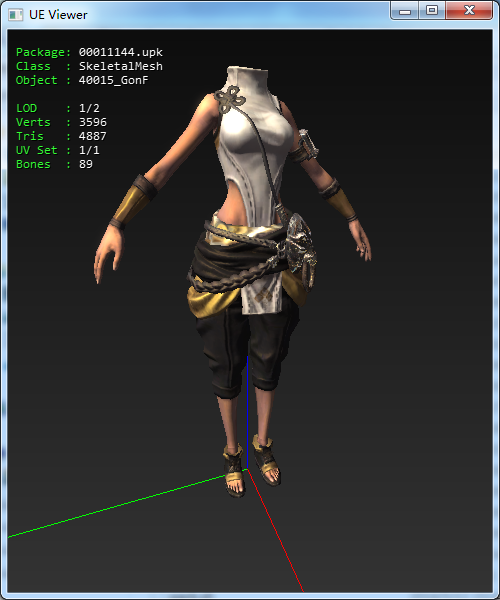 UE Viewer
Package: 00011144.upk
Class : SkeletalMesh
Object : 40015_GonF
LOD : 1/2
Verts : 3596
Tris : 4887
UV Set : 1/1
Bones : 89